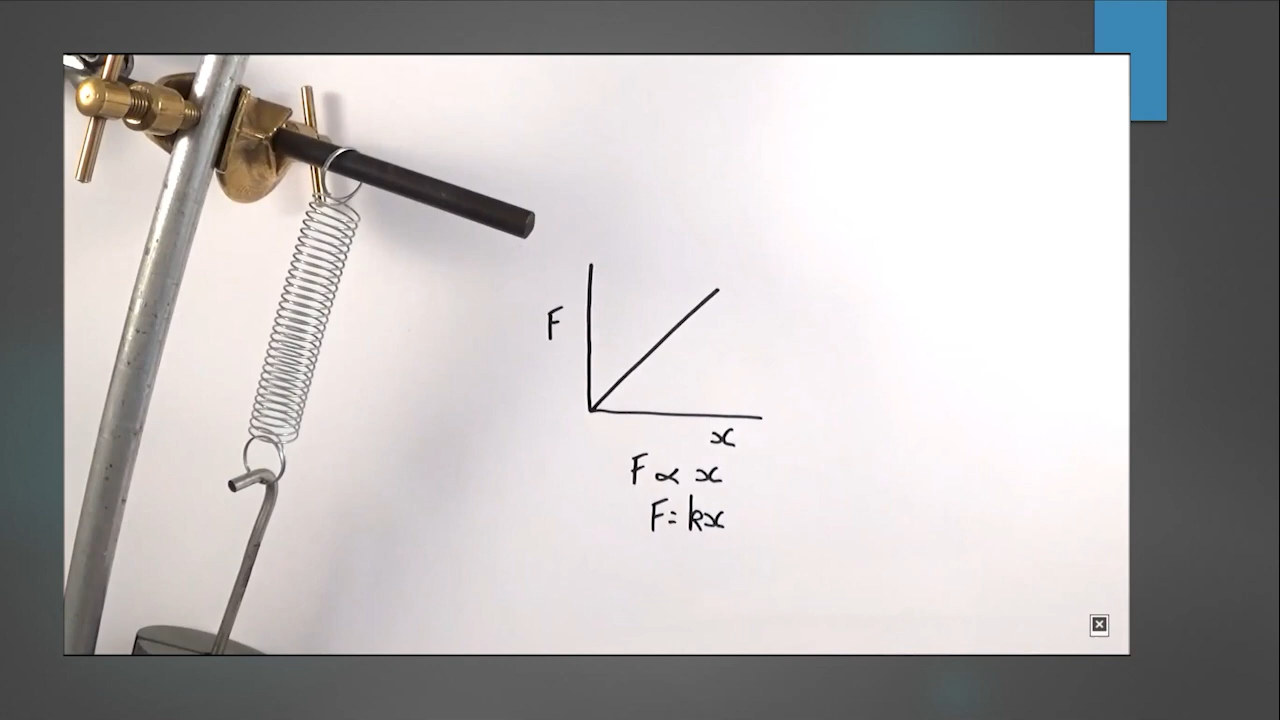 F
x
F ∝ x
F = kx